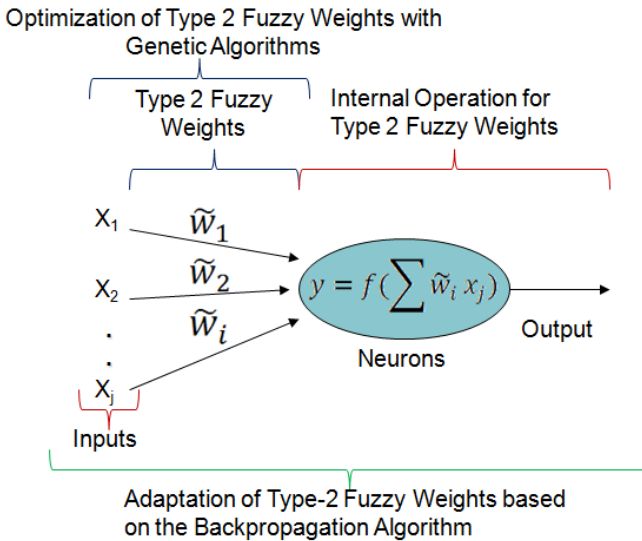 Optimization of Type 2 Fuzzy Weights with
Genetic Algorithms
Type 2 Fuzzy
Weights
Internal Operation for
Type 2 Fuzzy Weights
X₁
w̃₁
X₂
w̃₂
y = f(∑ w̃ᵢ xⱼ)
.
.
w̃ᵢ
Output
Neurons
Xⱼ
Inputs
Adaptation of Type-2 Fuzzy Weights based
on the Backpropagation Algorithm